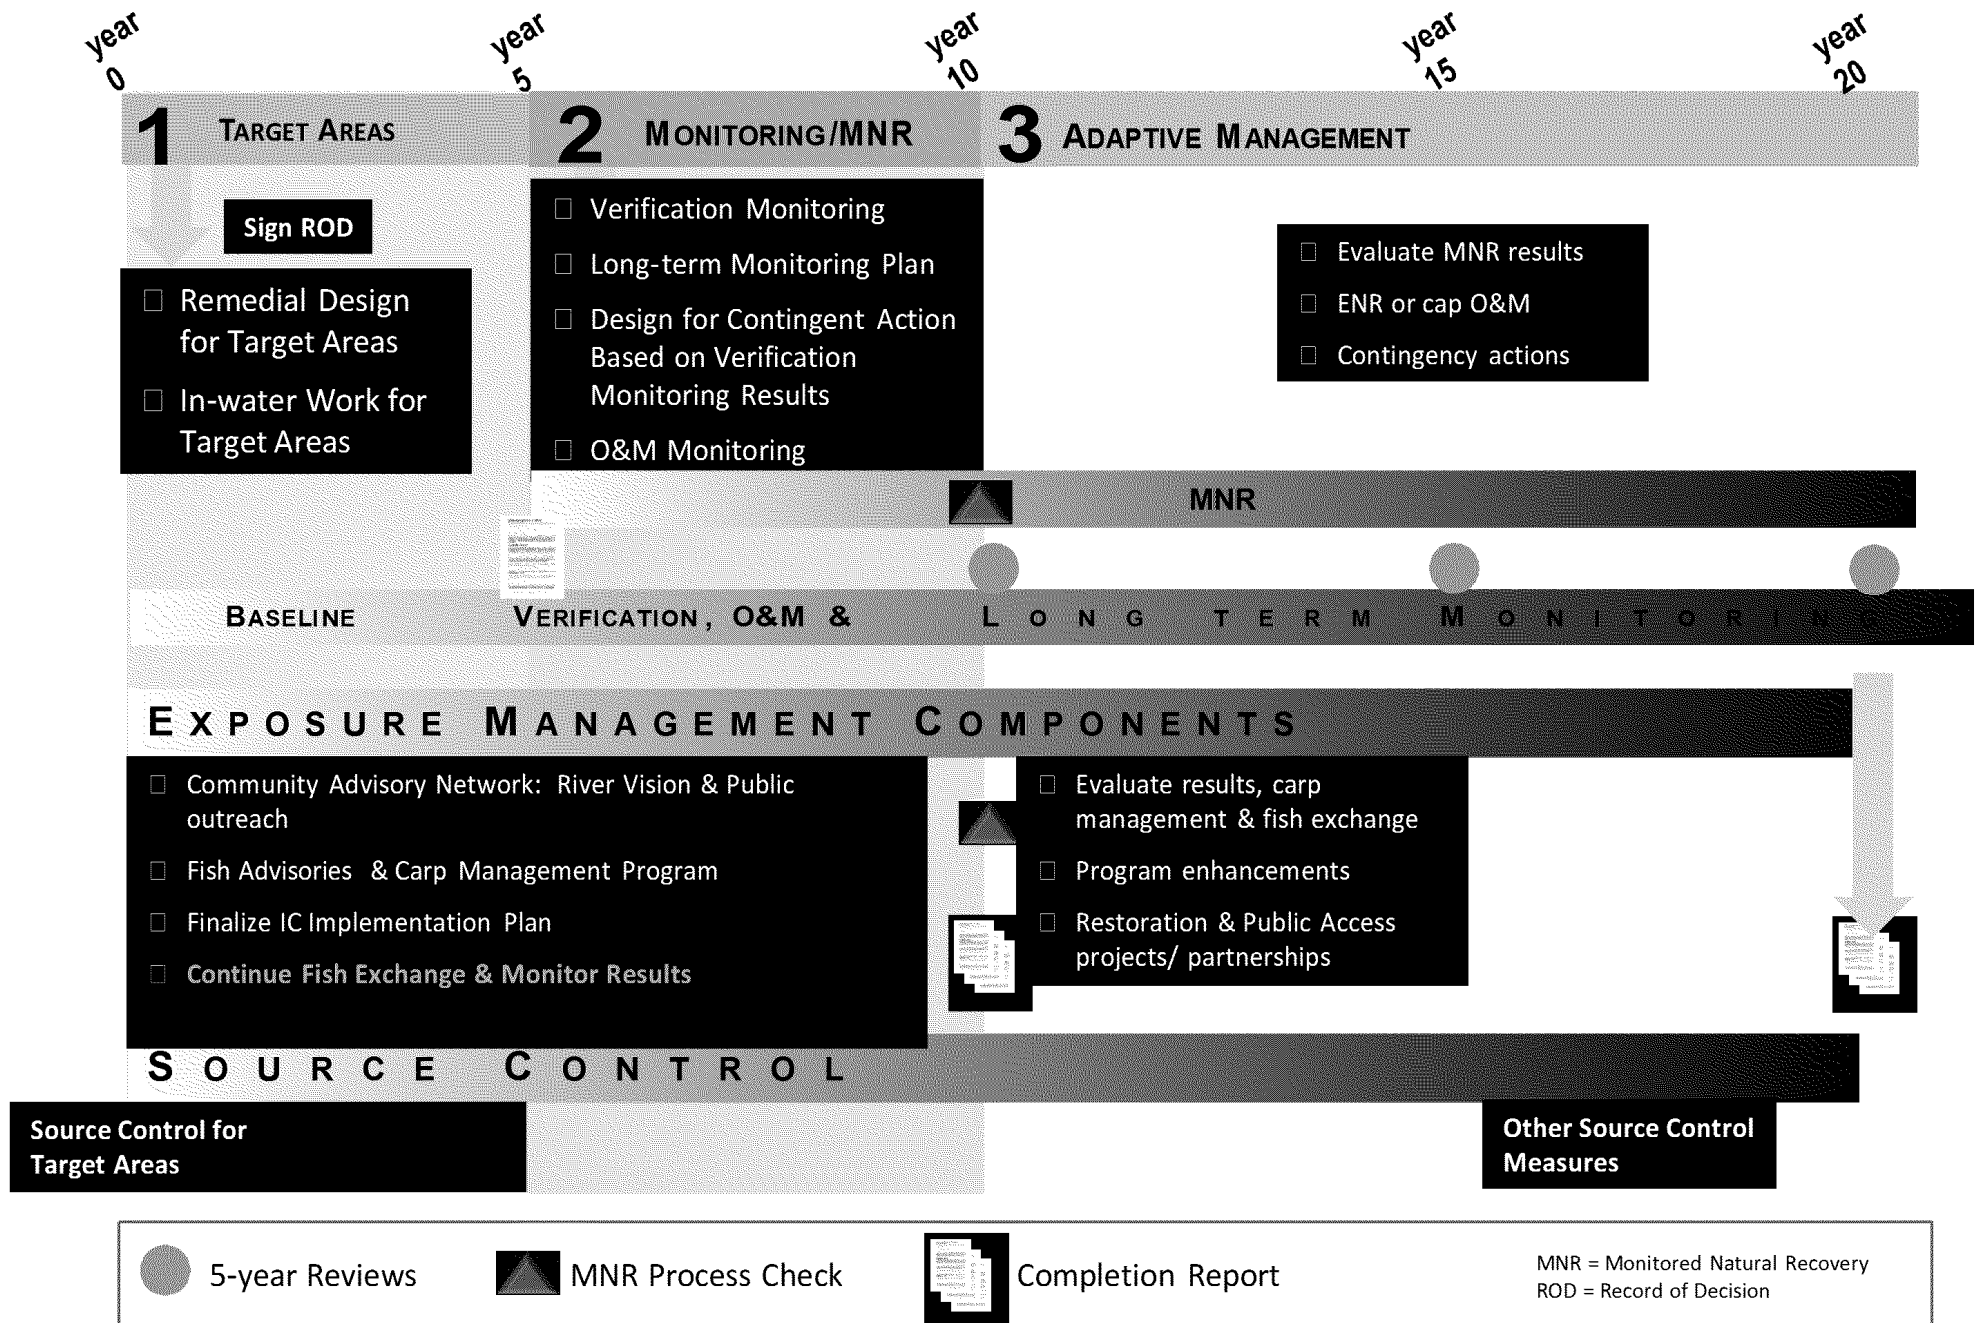 year 0
year 5
year 10
year 15
year 20
1 TARGET AREAS
2 MONITORING/MNR
3 ADAPTIVE MANAGEMENT
Sign ROD
Remedial Design
for Target Areas
In-water Work for
Target Areas
Verification Monitoring
Long-term Monitoring Plan
Design for Contingent Action
Based on Verification
Monitoring Results
O&M Monitoring
Evaluate MNR results
ENR or cap O&M
Contingency actions
MNR
BASELINE VERIFICATION, O&M & LONG TERM MONITORING
EXPOSURE MANAGEMENT COMPONENTS
Community Advisory Network: River Vision & Public
outreach
Fish Advisories & Carp Management Program
Finalize IC Implementation Plan
Continue Fish Exchange & Monitor Results
Evaluate results, carp
management & fish exchange
Program enhancements
Restoration & Public Access
projects/ partnerships
SOURCE CONTROL
Source Control for
Target Areas
Other Source Control
Measures
5-year Reviews
MNR Process Check
Completion Report
MNR = Monitored Natural Recovery
ROD = Record of Decision